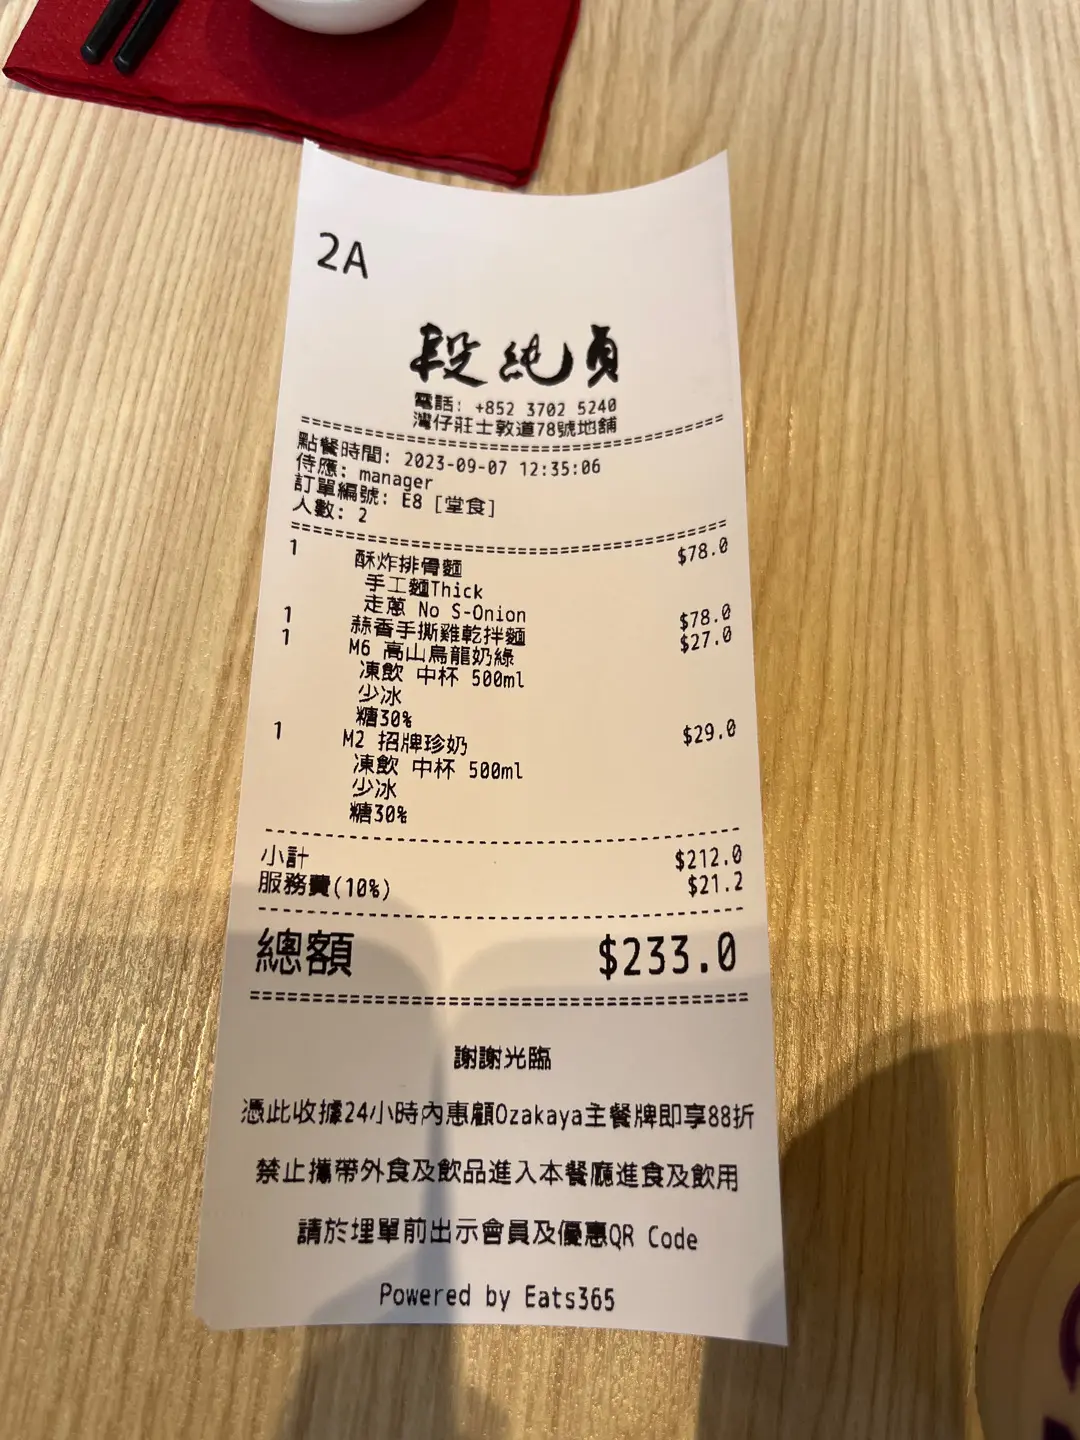 2A
段純貞
電話: +852 3702 5240
灣仔莊士敦道78號地舖
點餐時間: 2023-09-07 12:35:06
侍應: manager
訂單編號: E8 [堂食]
人數: 2
1 酥炸排骨麵 $78.0
手工麵Thick
走蔥 No S-Onion
1 蒜香手撕雞乾拌麵 $78.0
1 M6 高山烏龍奶綠 $27.0
凍飲 中杯 500ml
少冰
糖30%
1 M2 招牌珍奶 $29.0
凍飲 中杯 500ml
少冰
糖30%
小計 $212.0
服務費(10%) $21.2
總額 $233.0
謝謝光臨
憑此收據24小時內惠顧Ozakaya主餐牌即享88折
禁止攜帶外食及飲品進入本餐廳進食及飲用
請於埋單前出示會員及優惠QR Code
Powered by Eats365